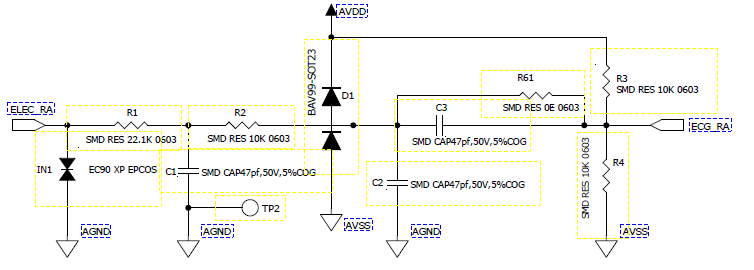 AVDD
BAV99-SOT23
D1
R61
SMD RES 0E 0603
R3
SMD RES 10K 0603
ELEC_RA
R1
SMD RES 22.1K 0603
R2
SMD RES 10K 0603
C3
SMD CAP47pf,50V,5%COG
ECG_RA
IN1
EC90 XP EPCOS
C1
SMD CAP47pf,50V,5%COG
C2
SMD CAP47pf,50V,5%COG
SMD RES 10K 0603
R4
TP2
AGND
AGND
AVSS
AGND
AVSS